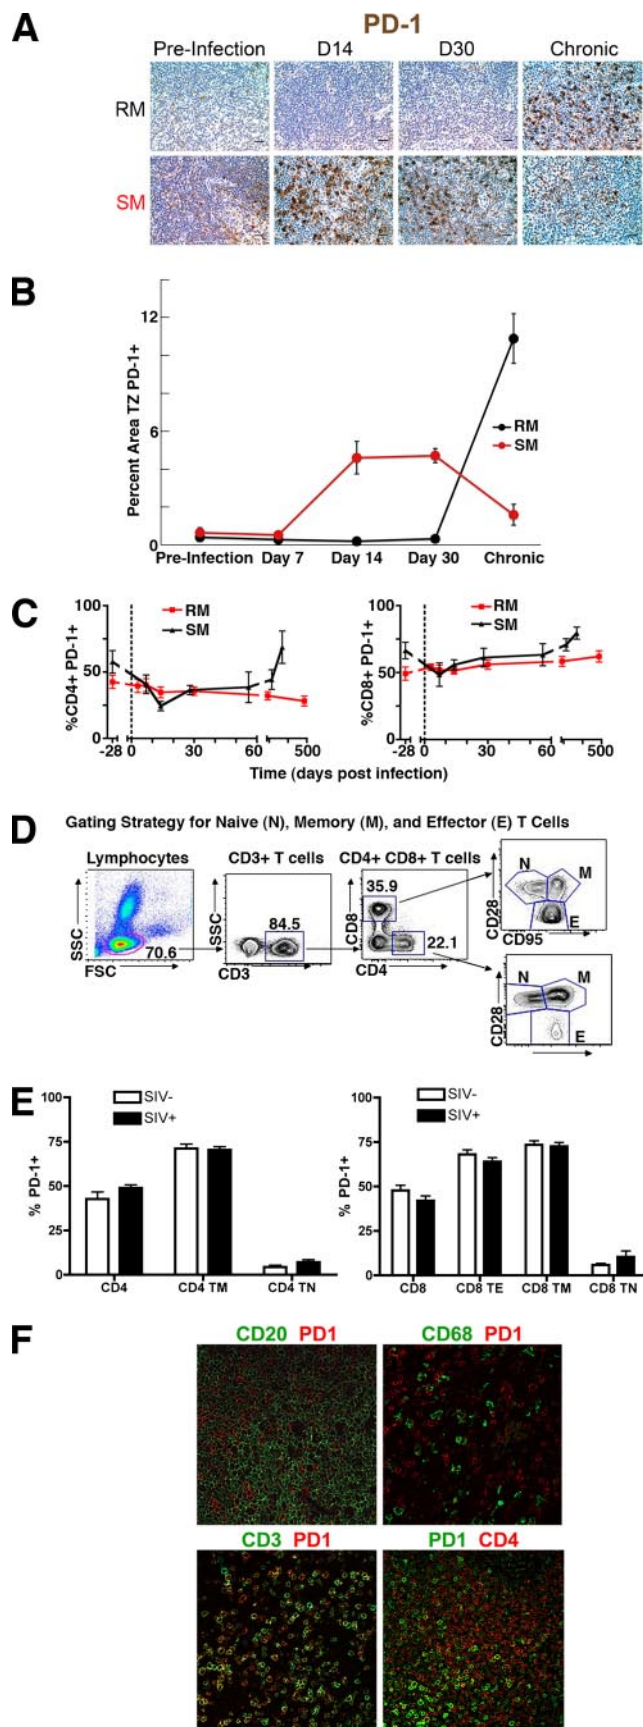 A
PD-1
Pre-Infection D14 D30 Chronic
RM
SM
B
Percent Area TZ PD-1+
12
6
0
RM
SM
Pre-Infection Day 7 Day 14 Day 30 Chronic
C
%CD4+ PD-1+
100
50
0
RM
SM
-28 0 30 60 500
%CD8+ PD-1+
100
50
0
RM
SM
-28 0 30 60 500
Time (days post infection)
D
Gating Strategy for Naive (N), Memory (M), and Effector (E) T Cells
Lymphocytes
SSC
70.6
FSC
CD3+ T cells
SSC
84.5
CD3
CD4+ CD8+ T cells
35.9
CD8
22.1
CD4
N M
CD28
E
CD95
N M
CD28
E
E
% PD-1+
100
75
50
25
0
SIV-
SIV+
CD4 CD4 TM CD4 TN
% PD-1+
100
75
50
25
0
SIV-
SIV+
CD8 CD8 TE CD8 TM CD8 TN
F
CD20 PD1
CD68 PD1
CD3 PD1
PD1 CD4